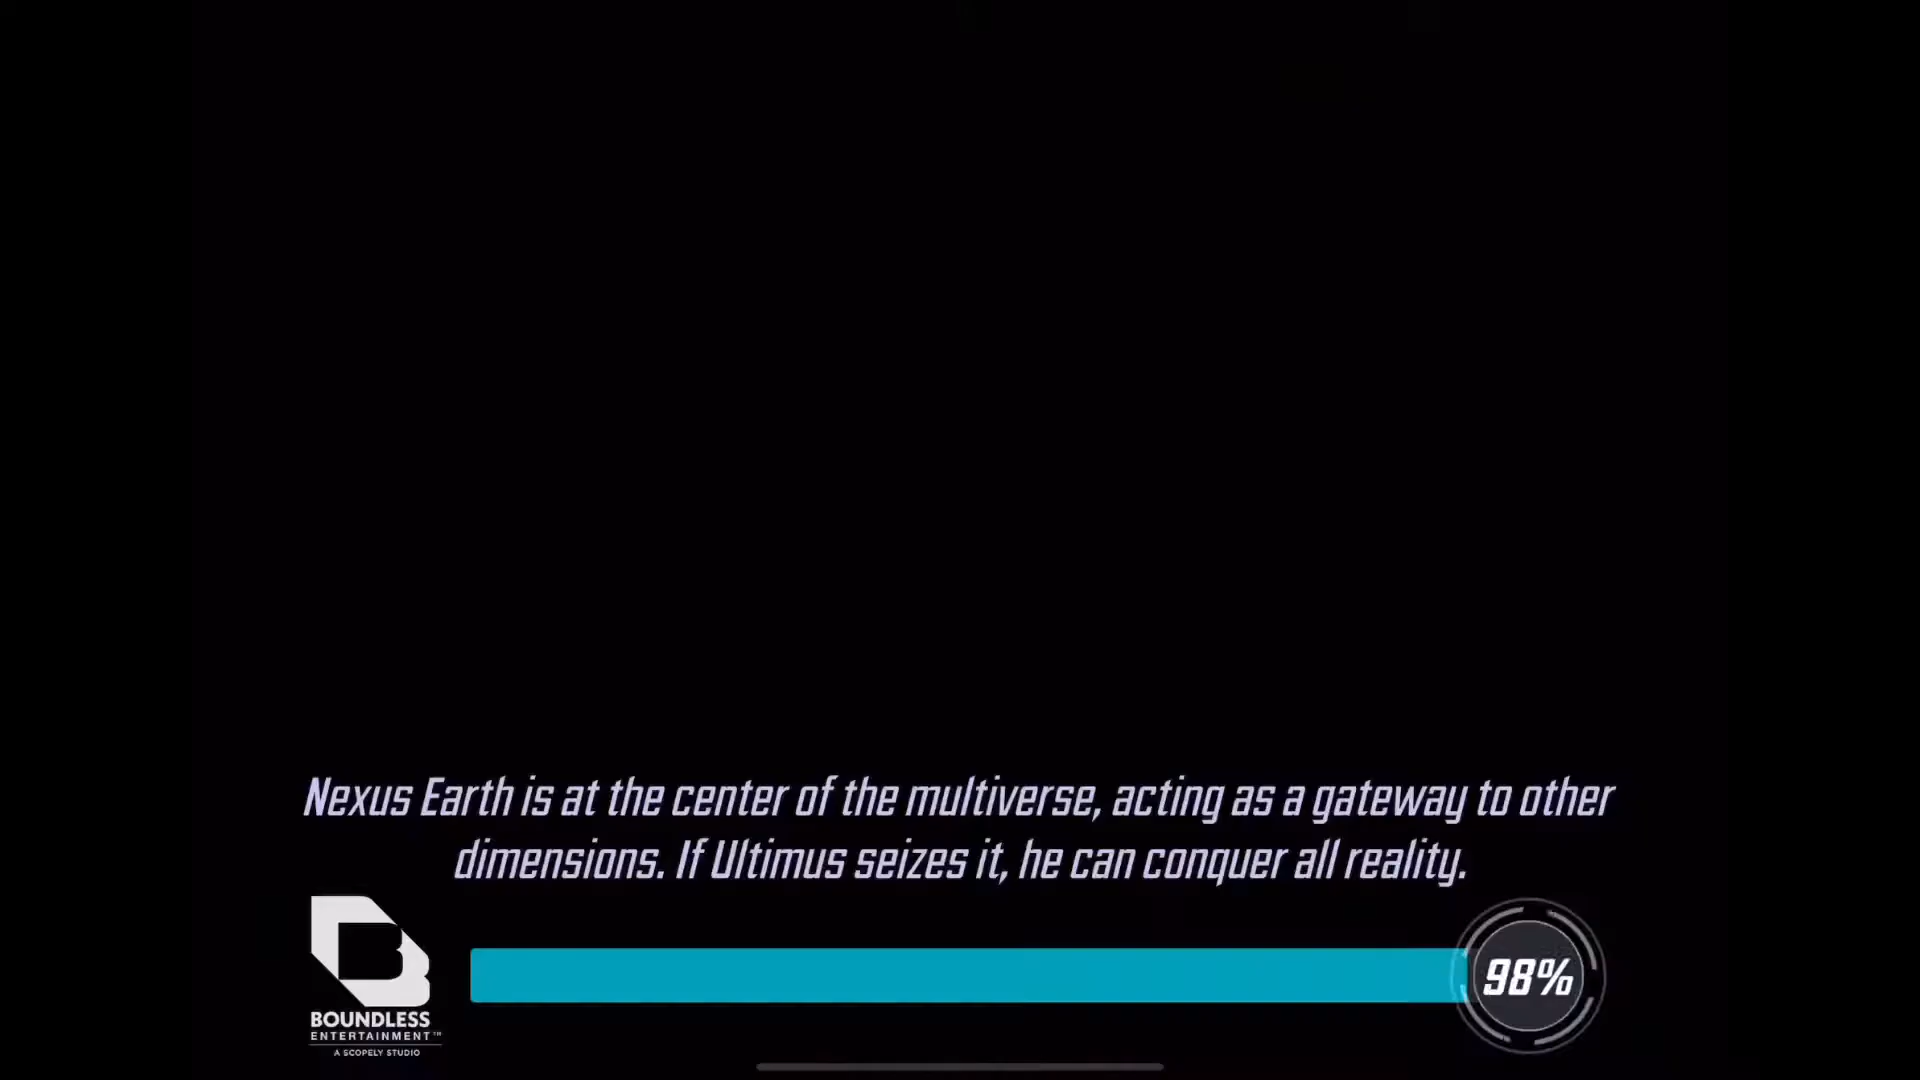 Nexus Earth is at the center of the multiverse, acting as a gateway to other
dimensions. If Ultimus seizes it, he can conquer all reality.
98%
BOUNDLESS
ENTERTAINMENT™
A SCOPELY STUDIO